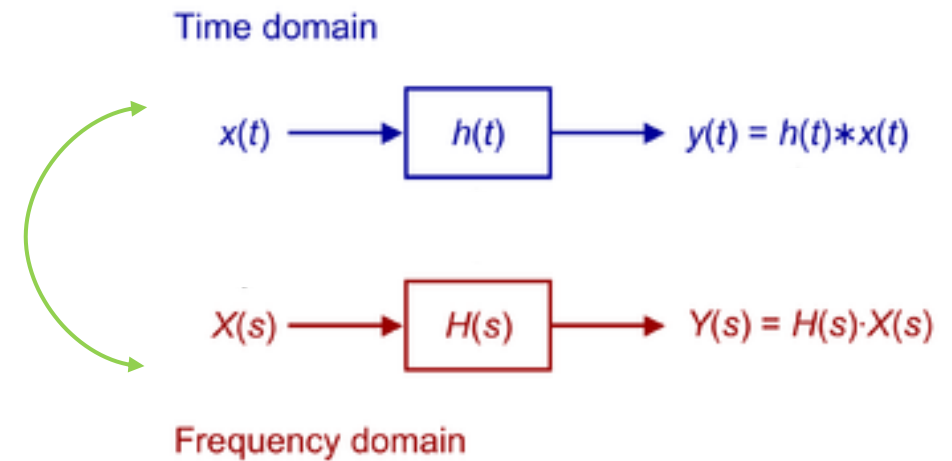 Time domain
x(t) h(t) y(t) = h(t)∗x(t)
X(s) H(s) Y(s) = H(s)·X(s)
Frequency domain